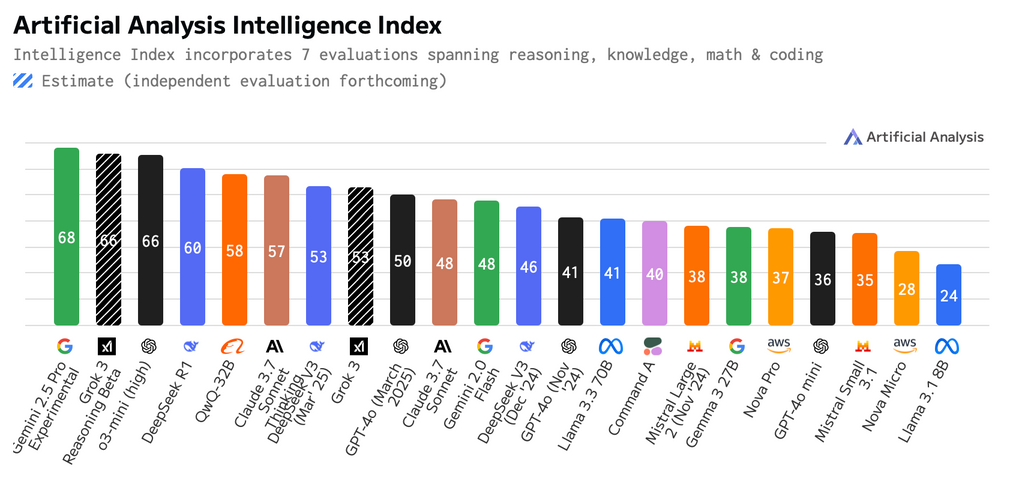 Artificial Analysis Intelligence Index
Intelligence Index incorporates 7 evaluations spanning reasoning, knowledge, math & coding
Estimate (independent evaluation forthcoming)
Artificial Analysis
68
66
66
60
58
57
53
53
50
48
48
46
41
41
40
38
38
37
36
35
28
24
aws
aws
Gemini 2.5 Pro
Experimental
Grok 3
Reasoning Beta
o3-mini (high)
DeepSeek R1
QwQ-32B
Claude 3.7
Sonnet
Thinking
DeepSeek V3
(Mar' 25)
Grok 3
GPT-4o (March
2025)
Claude 3.7
Sonnet
Gemini 2.0
Flash
DeepSeek V3
(Dec '24)
GPT-4o (Nov
'24)
Llama 3.3 70B
Command A
Mistral Large
2 (Nov '24)
Gemma 3 27B
Nova Pro
GPT-4o mini
Mistral Small
3.1
Nova Micro
Llama 3.1 8B